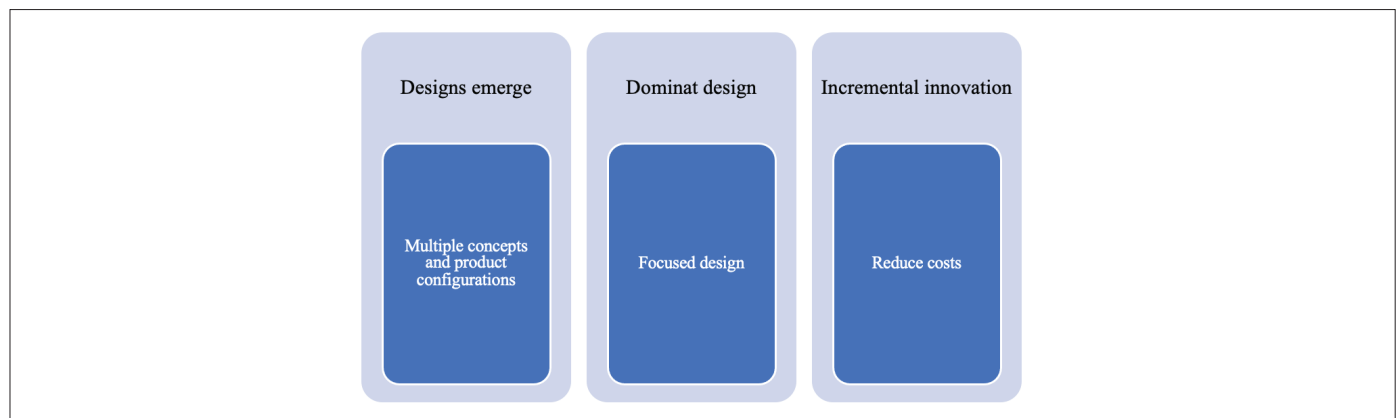 Designs emerge
Multiple concepts
and product
configurations
Dominat design
Focused design
Incremental innovation
Reduce costs